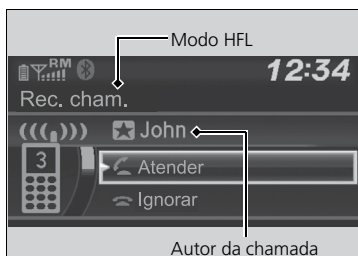 Modo HFL
RM 12:34
Rec. cham.
John
3
Atender
Ignorar
Autor da chamada